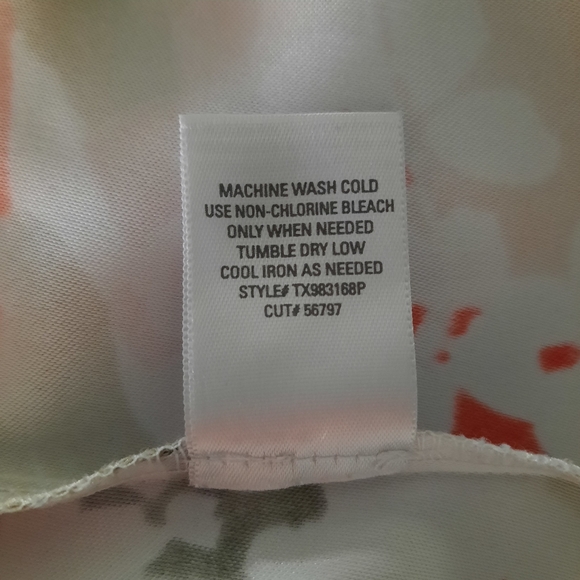 MACHINE WASH COLD
USE NON-CHLORINE BLEACH
ONLY WHEN NEEDED
TUMBLE DRY LOW
COOL IRON AS NEEDED
STYLE# TX983168P
CUT# 56797